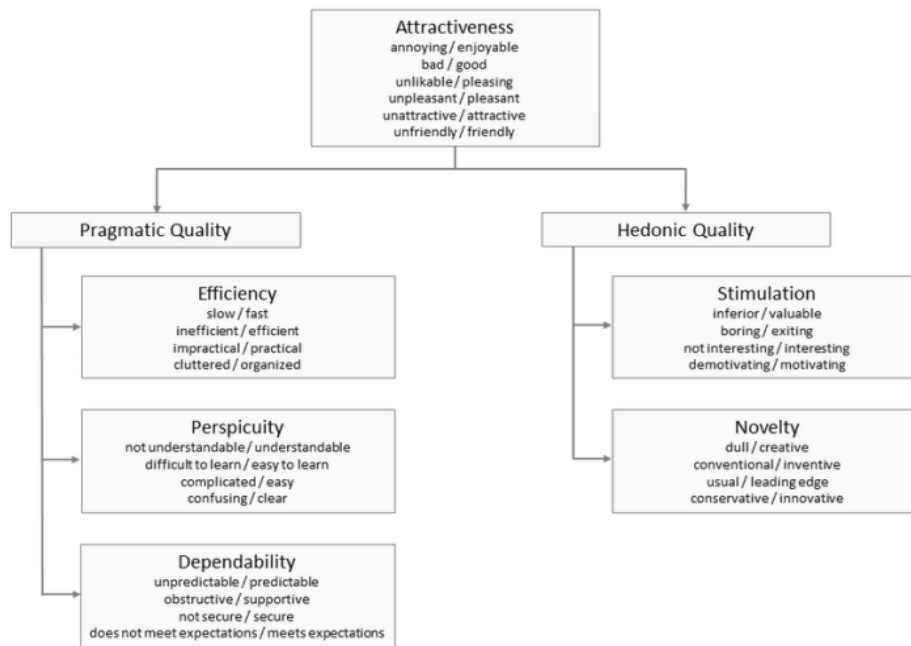 Attractiveness
annoying / enjoyable
bad / good
unlikable / pleasing
unpleasant / pleasant
unattractive / attractive
unfriendly / friendly
Pragmatic Quality
Efficiency
slow / fast
inefficient / efficient
impractical / practical
cluttered / organized
Perspicuity
not understandable / understandable
difficult to learn / easy to learn
complicated / easy
confusing / clear
Dependability
unpredictable / predictable
obstructive / supportive
not secure / secure
does not meet expectations / meets expectations
Hedonic Quality
Stimulation
inferior / valuable
boring / exiting
not interesting / interesting
demotivating / motivating
Novelty
dull / creative
conventional / inventive
usual / leading edge
conservative / innovative